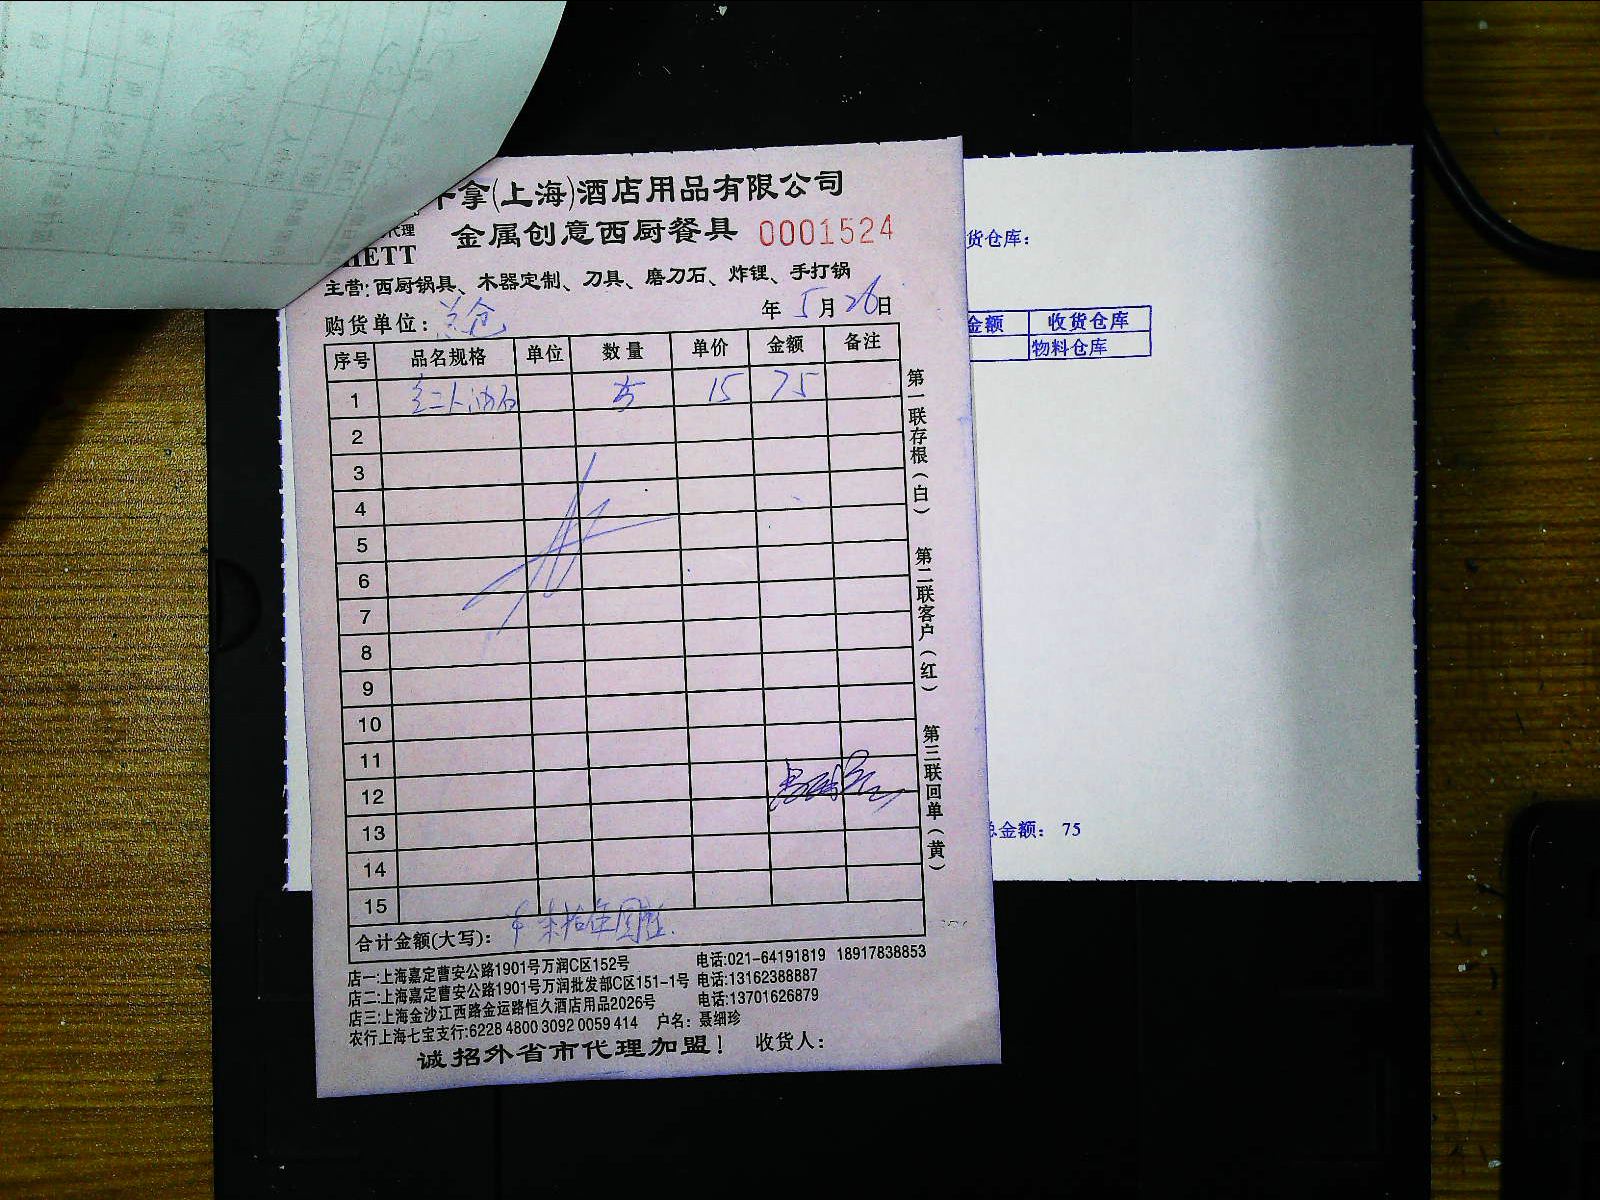 卡拿(上海)酒店用品有限公司
代理
HETT
金属创意西厨餐具 0001524
主营:西厨锅具、木器定制、刀具、磨刀石、炸锂、手打锅
购货单位:总仓 年 5 月 26 日
序号 品名规格 单位 数量 单价 金额 备注
1 油石 5 15 75
2
3
4
5
6
7
8
9
10
11
12
13
14
15
合计金额(大写): 柒拾伍圆整
店一:上海嘉定曹安公路1901号万润C区152号 电话:021-64191819 18917838853
店二:上海嘉定曹安公路1901号万润批发部C区151-1号 电话:13162388887
店三:上海金沙江西路金运路恒久酒店用品2026号 电话:13701626879
农行上海七宝支行:6228 4800 3092 0059 414 户名:聂细珍
诚招外省市代理加盟! 收货人:
第一联存根(白) 第二联客户(红) 第三联回单(黄)
货仓库:
金额 收货仓库
物料仓库
总金额: 75